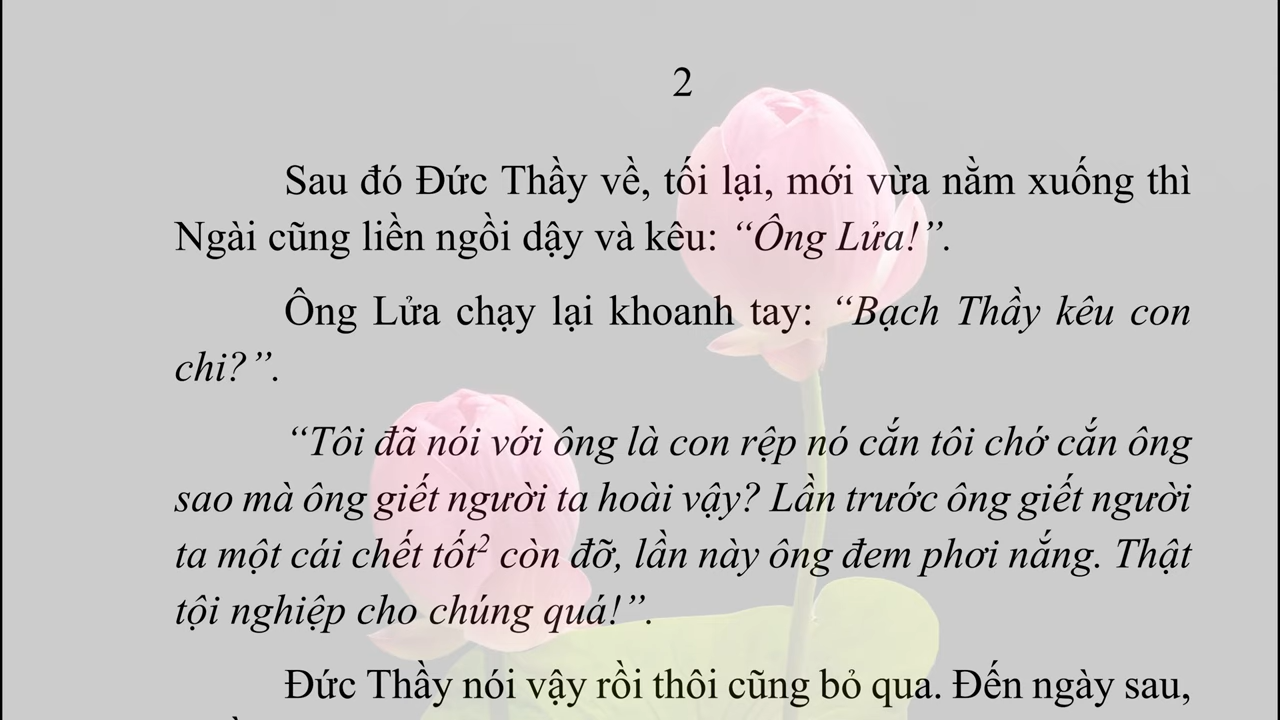 2
Sau đó Đức Thầy về, tối lại, mới vừa nằm xuống thì
Ngài cũng liền ngồi dậy và kêu: “Ông Lửa!”.
Ông Lửa chạy lại khoanh tay: “Bạch Thầy kêu con
chi?”.
“Tôi đã nói với ông là con rệp nó cắn tôi chớ cắn ông
sao mà ông giết người ta hoài vậy? Lần trước ông giết người
ta một cái chết tốt² còn đỡ, lần này ông đem phơi nắng. Thật
tội nghiệp cho chúng quá!”.
Đức Thầy nói vậy rồi thôi cũng bỏ qua. Đến ngày sau,